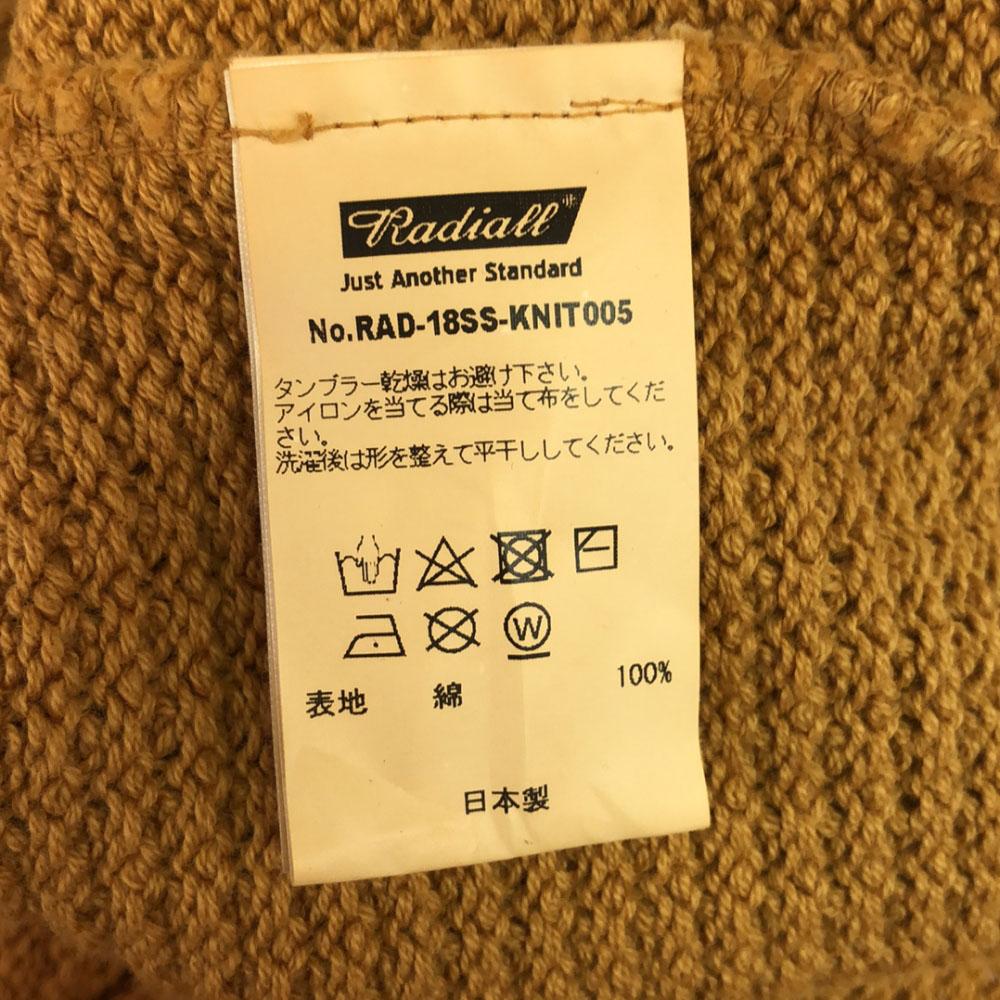 Radiall
Just Another Standard
No.RAD-18SS-KNIT005
タンブラー乾燥はお避け下さい。
アイロンを当てる際は当て布をしてくだ
さい。
洗濯後は形を整えて平干ししてください。
W
表地 綿 100%
日本製